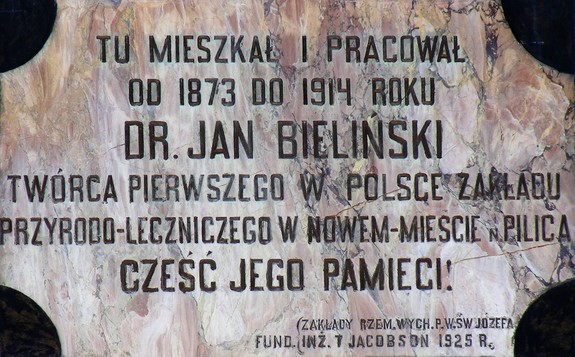 TU MIESZKAŁ I PRACOWAŁ
OD 1873 DO 1914 ROKU
DR. JAN BIELIŃSKI
TWÓRCA PIERWSZEGO W POLSCE ZAKŁADU
PRZYRODO-LECZNICZEGO W NOWEM-MIEŚCIE N PILICĄ
CZEŚĆ JEGO PAMIECI!
(ZAKŁADY RZEM.WYCH.P.W.ŚW JÓZEFA
FUND. INŻ. T JACOBSON 1925 R.